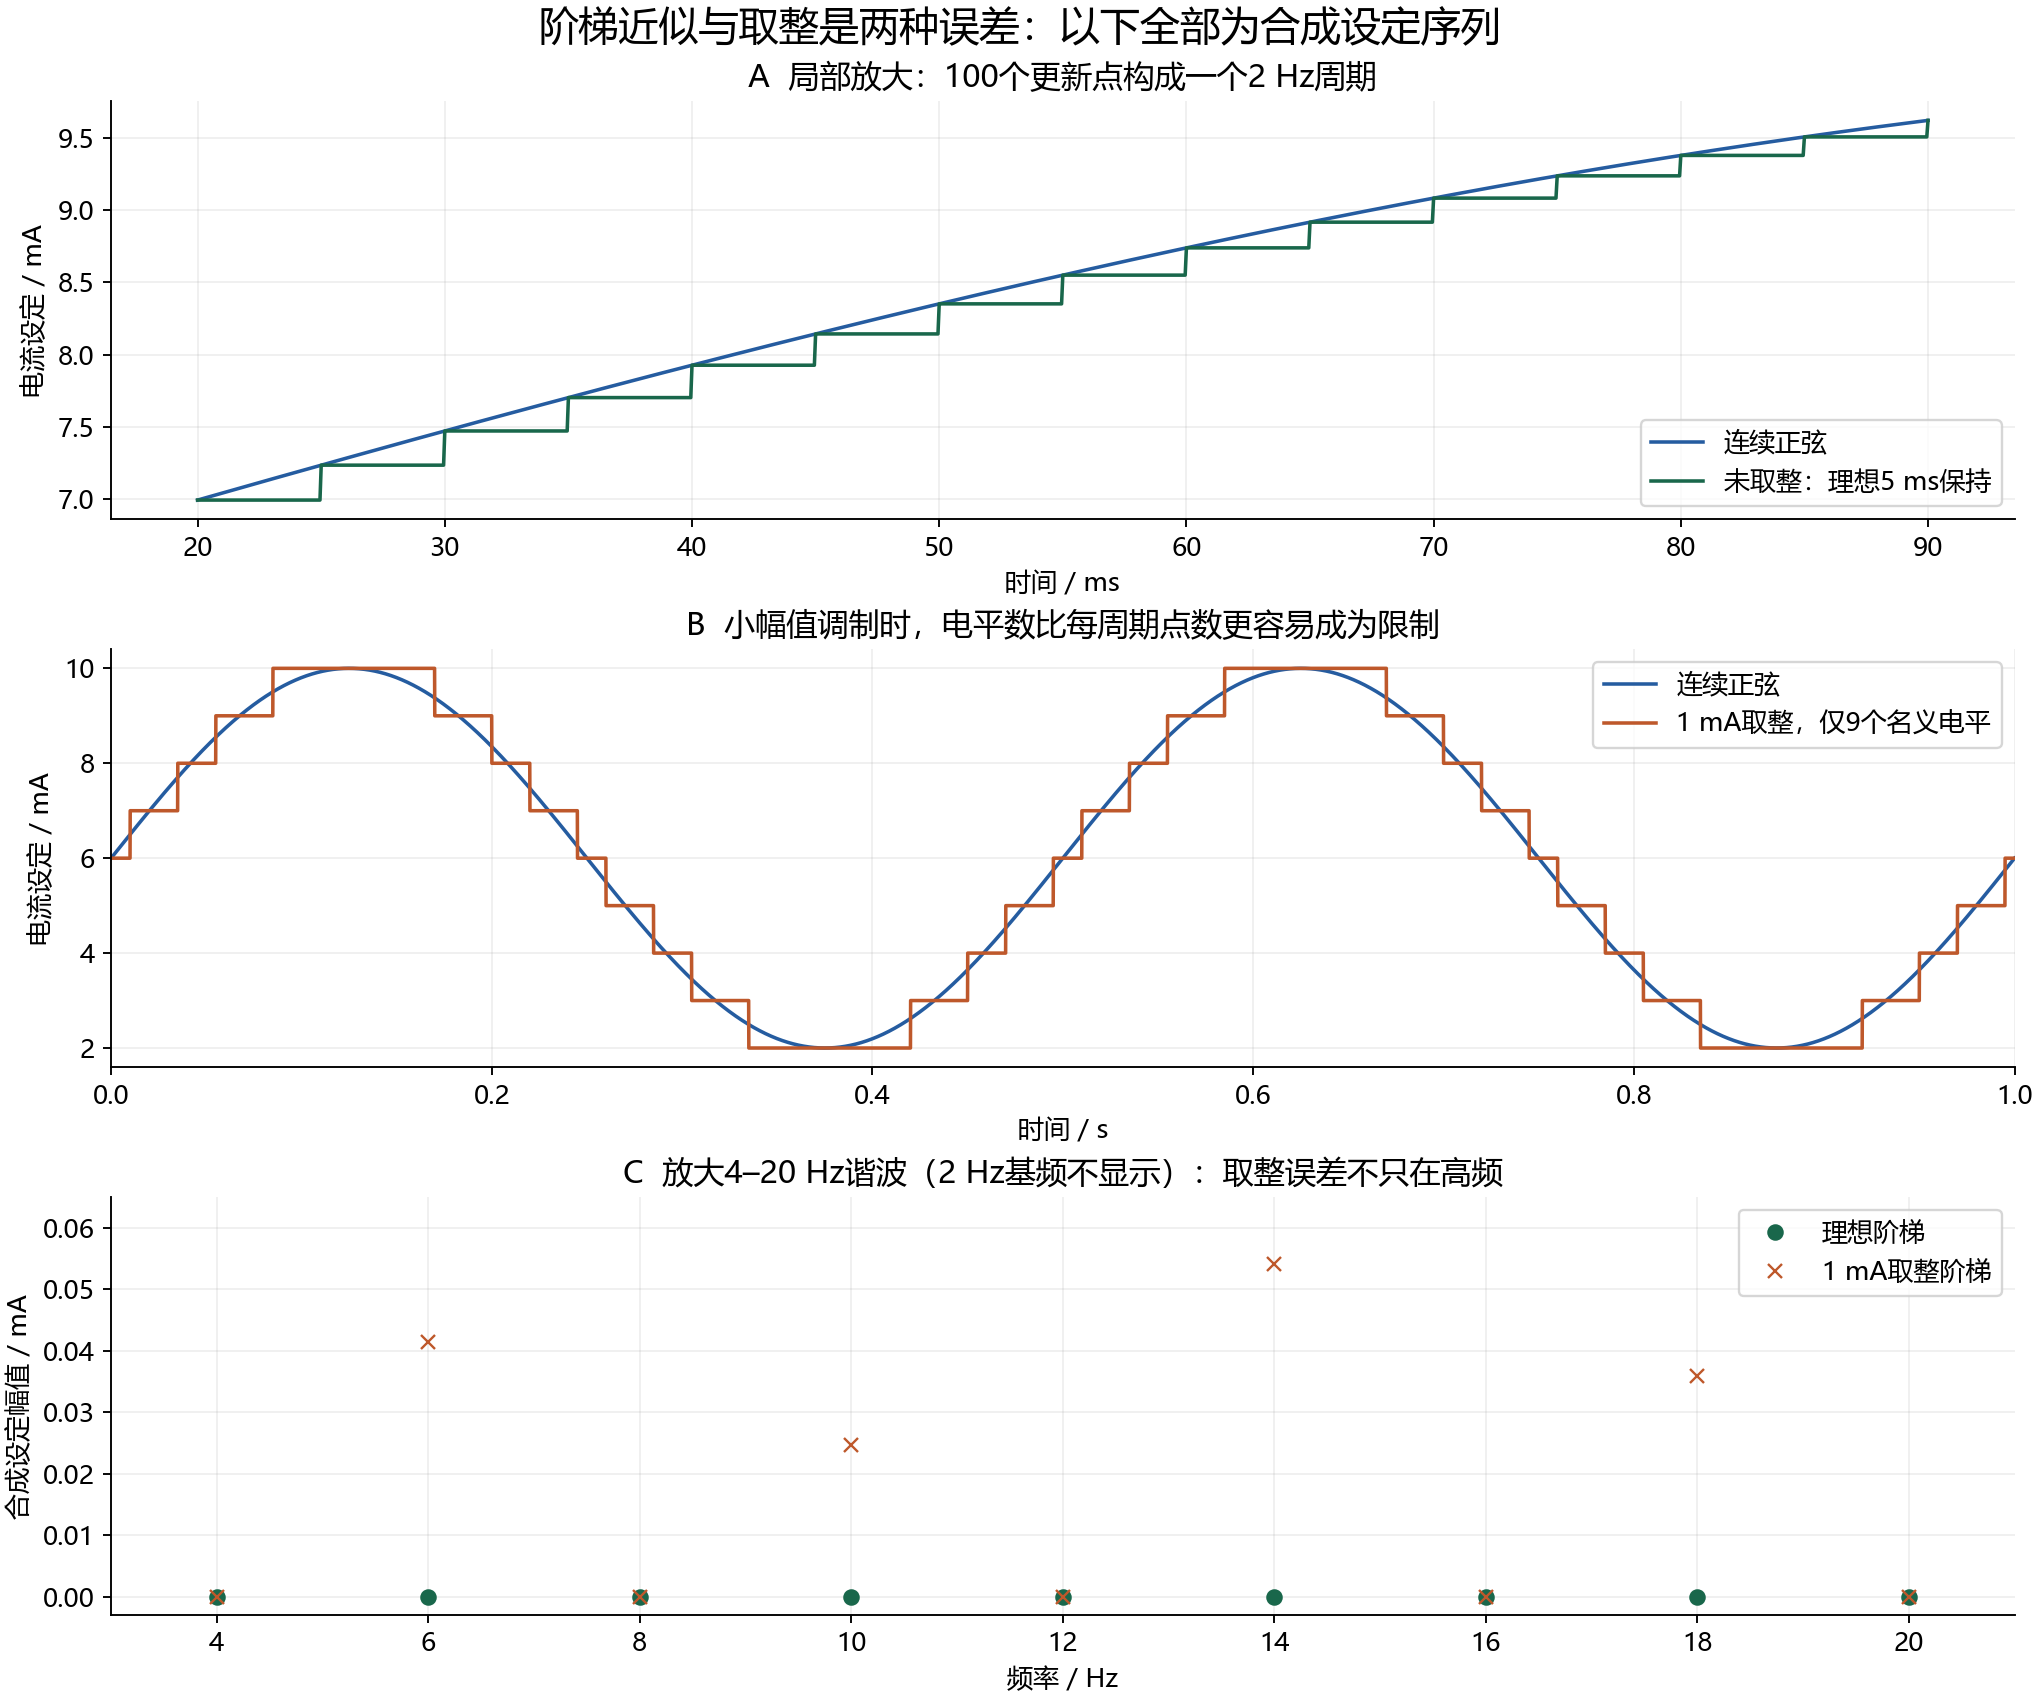 阶梯近似与取整是两种误差：以下全部为合成设定序列
A 局部放大：100个更新点构成一个2 Hz周期
电流设定 / mA
9.5
9.0
8.5
8.0
7.5
7.0
连续正弦
未取整：理想5 ms保持
20 30 40 50 60 70 80 90
时间 / ms
B 小幅值调制时，电平数比每周期点数更容易成为限制
电流设定 / mA
10
8
6
4
2
连续正弦
1 mA取整，仅9个名义电平
0.0 0.2 0.4 0.6 0.8 1.0
时间 / s
C 放大4–20 Hz谐波（2 Hz基频不显示）：取整误差不只在高频
合成设定幅值 / mA
0.06
0.05
0.04
0.03
0.02
0.01
0.00
理想阶梯
1 mA取整阶梯
4 6 8 10 12 14 16 18 20
频率 / Hz